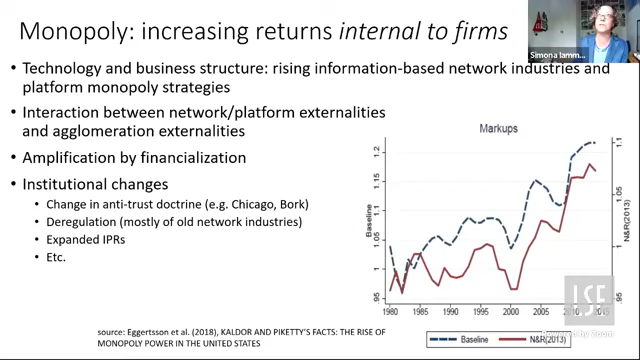 Monopoly: increasing returns internal to firms
Simona Iamm...
• Technology and business structure: rising information-based network industries and
platform monopoly strategies
• Interaction between network/platform externalities
and agglomeration externalities
• Amplification by financialization
• Institutional changes
• Change in anti-trust doctrine (e.g. Chicago, Bork)
• Deregulation (mostly of old network industries)
• Expanded IPRs
• Etc.
Markups
Baseline
.95 1 1.05 1.1 1.15 1.2
N&R(2013)
.95 1 1.05 1.1
1980 1985 1990 1995 2000 2005 2010 2015
Baseline N&R(2013)
LSE
Powered by Zoom
source: Eggertsson et al. (2018), KALDOR AND PIKETTY'S FACTS: THE RISE OF
MONOPOLY POWER IN THE UNITED STATES